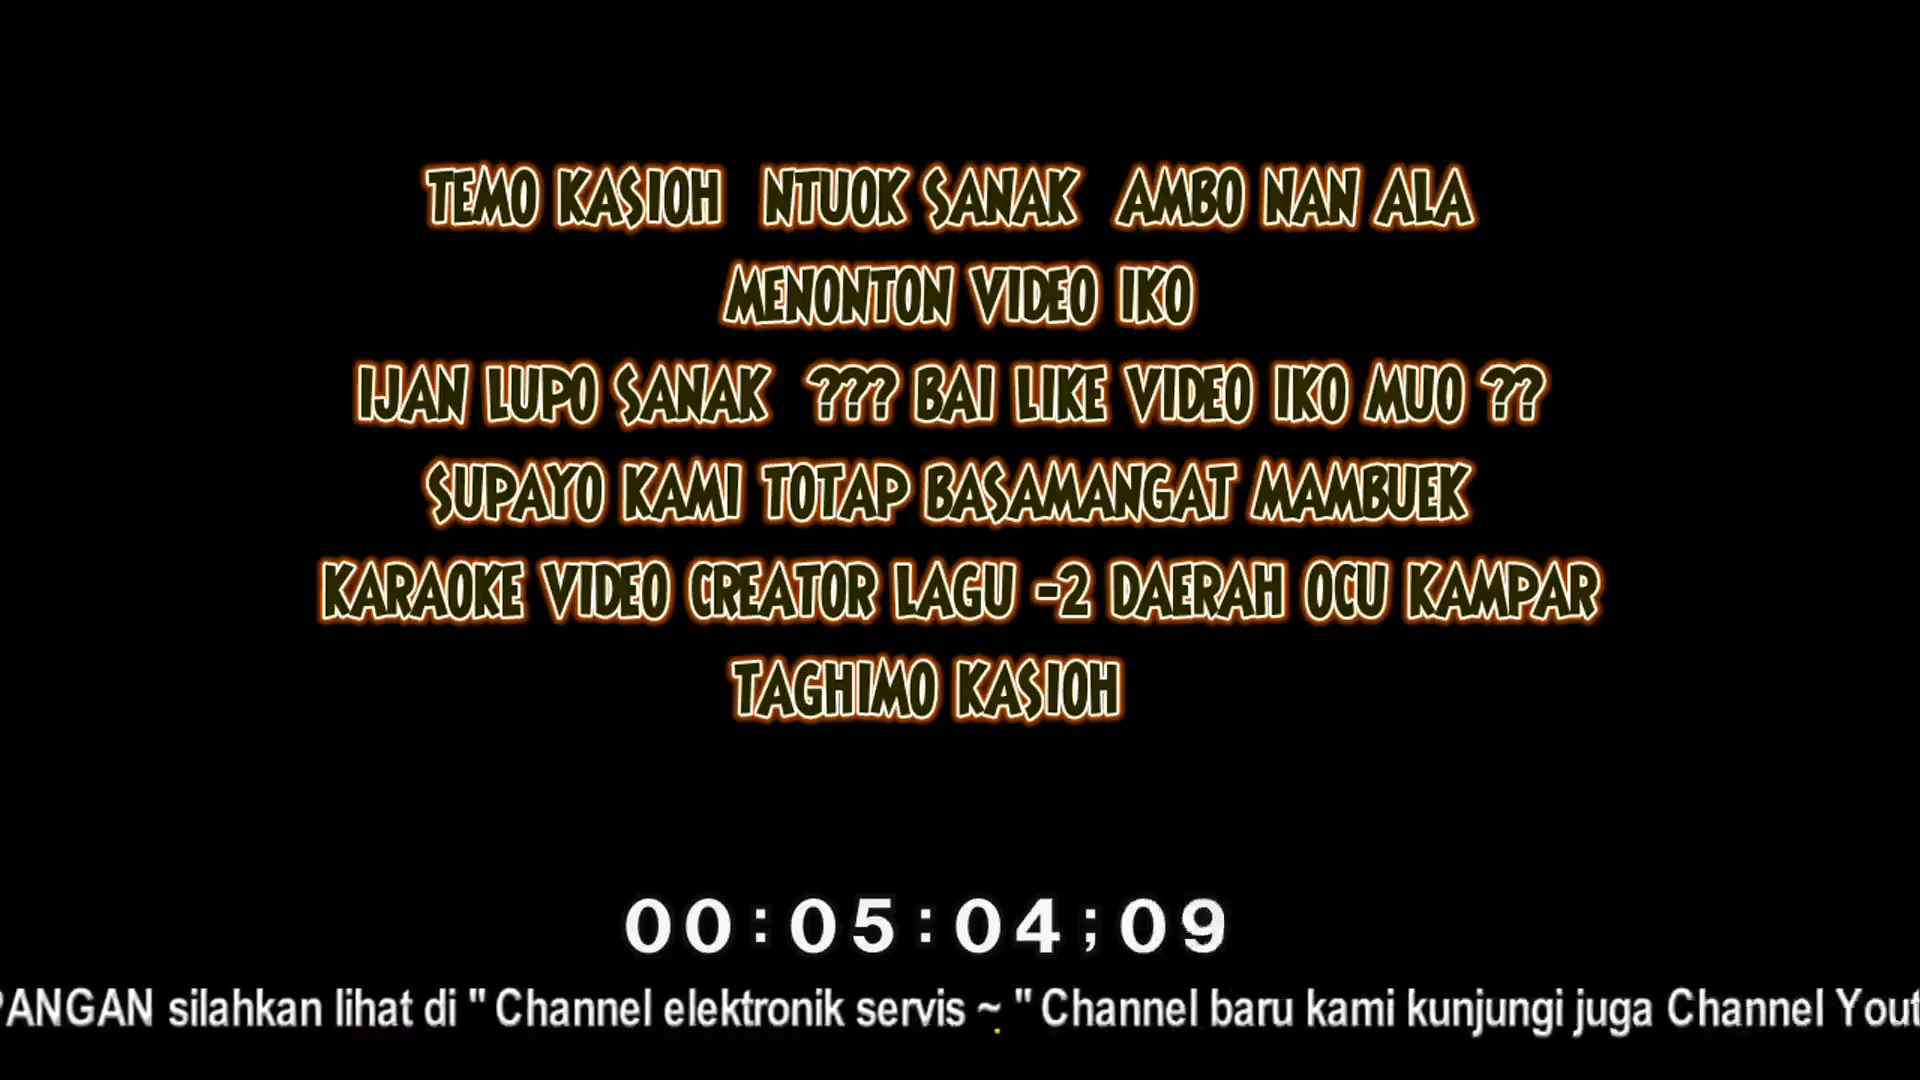 TEMO KASIOH NTUOK SANAK AMBO NAN ALA
MENONTON VIDEO IKO
IJAN LUPO SANAK ??? BAI LIKE VIDEO IKO MUO ??
SUPAYO KAMI TOTAP BASAMANGAT MAMBUEK
KARAOKE VIDEO CREATOR LAGU -2 DAERAH OCU KAMPAR
TAGHIMO KASIOH
00:05:04;09
PANGAN silahkan lihat di " Channel elektronik servis ~ " Channel baru kami kunjungi juga Channel Yout